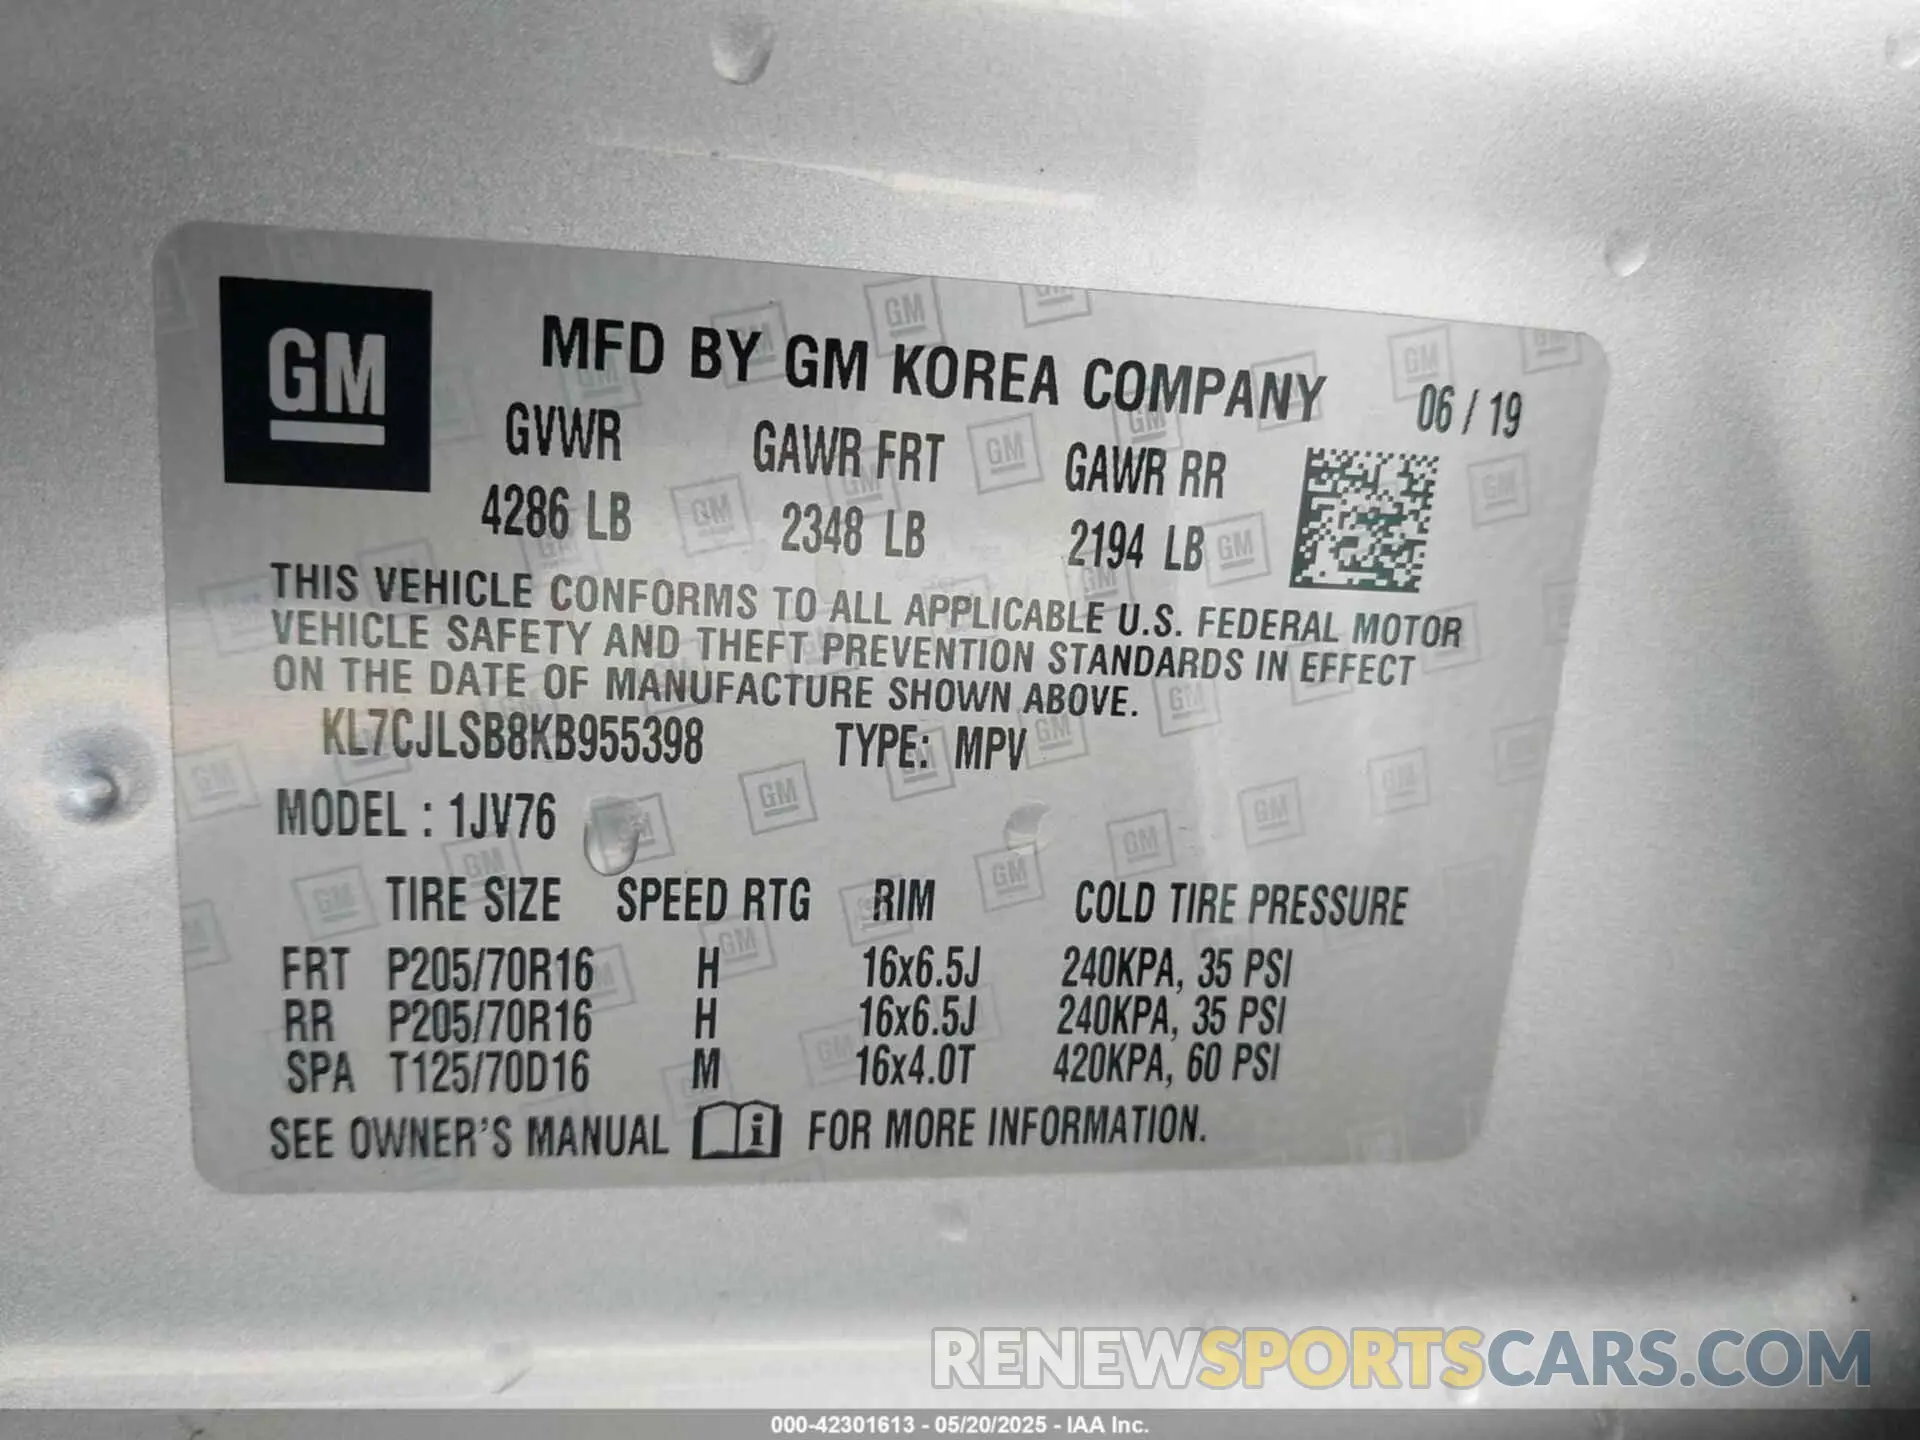 GM
MFD BY GM KOREA COMPANY 06 / 19
GVWR GAWR FRT GAWR RR
4286 LB 2348 LB 2194 LB
THIS VEHICLE CONFORMS TO ALL APPLICABLE U.S. FEDERAL MOTOR
VEHICLE SAFETY AND THEFT PREVENTION STANDARDS IN EFFECT
ON THE DATE OF MANUFACTURE SHOWN ABOVE.
KL7CJLSB8KB955398 TYPE: MPV
MODEL : 1JV76
TIRE SIZE SPEED RTG RIM COLD TIRE PRESSURE
FRT P205/70R16 H 16x6.5J 240KPA, 35 PSI
RR P205/70R16 H 16x6.5J 240KPA, 35 PSI
SPA T125/70D16 M 16x4.0T 420KPA, 60 PSI
SEE OWNER'S MANUAL i FOR MORE INFORMATION.
RENEWSPORTSCARS.COM
000-42301613 - 05/20/2025 - IAA Inc.